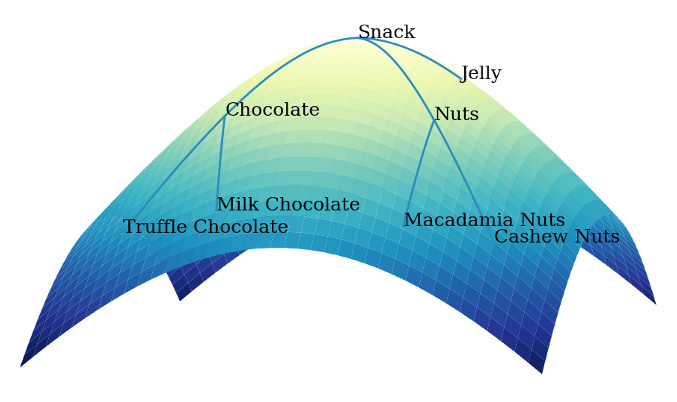 Snack
Jelly
Chocolate
Nuts
Milk Chocolate
Truffle Chocolate
Macadamia Nuts
Cashew Nuts